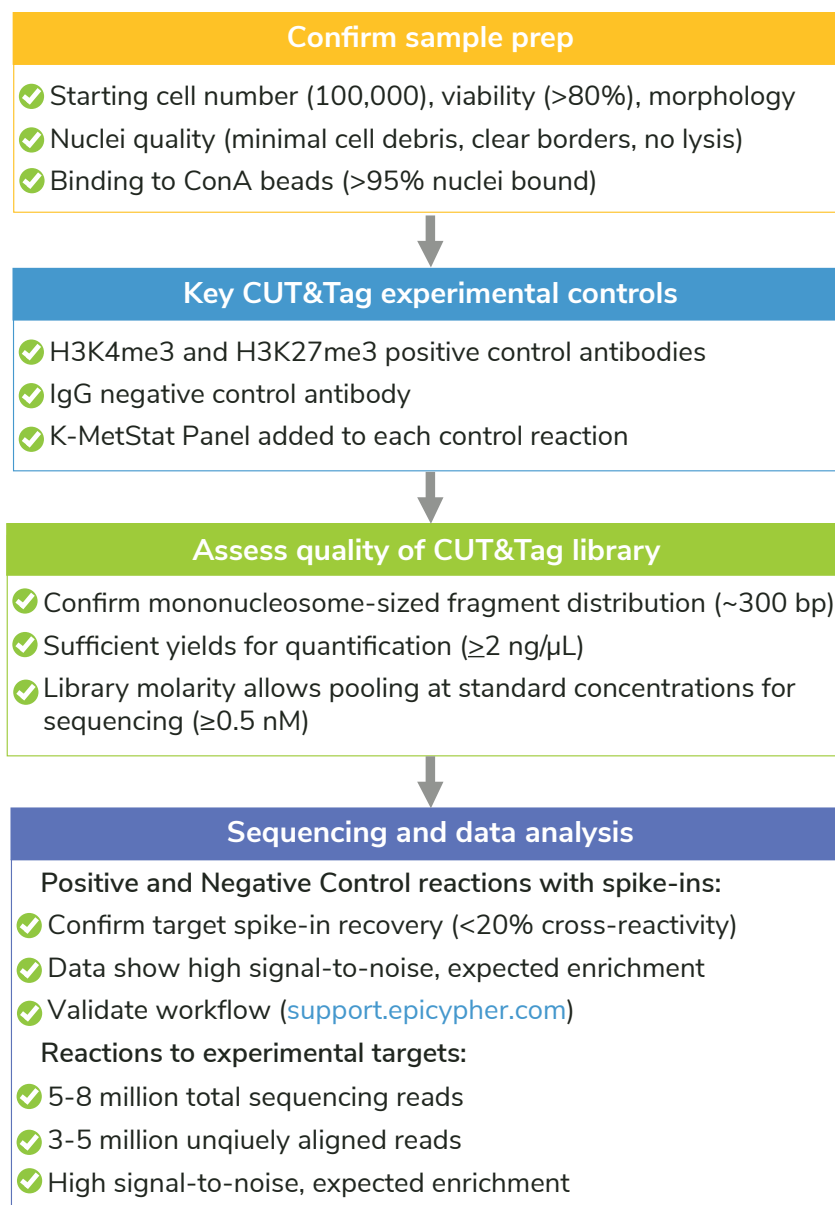 Confirm sample prep
Starting cell number (100,000), viability (>80%), morphology
Nuclei quality (minimal cell debris, clear borders, no lysis)
Binding to ConA beads (>95% nuclei bound)
Key CUT&Tag experimental controls
H3K4me3 and H3K27me3 positive control antibodies
IgG negative control antibody
K-MetStat Panel added to each control reaction
Assess quality of CUT&Tag library
Confirm mononucleosome-sized fragment distribution (~300 bp)
Sufficient yields for quantification (≥2 ng/µL)
Library molarity allows pooling at standard concentrations for
sequencing (≥0.5 nM)
Sequencing and data analysis
Positive and Negative Control reactions with spike-ins:
Confirm target spike-in recovery (<20% cross-reactivity)
Data show high signal-to-noise, expected enrichment
Validate workflow (support.epicypher.com)
Reactions to experimental targets:
5-8 million total sequencing reads
3-5 million unqiuely aligned reads
High signal-to-noise, expected enrichment